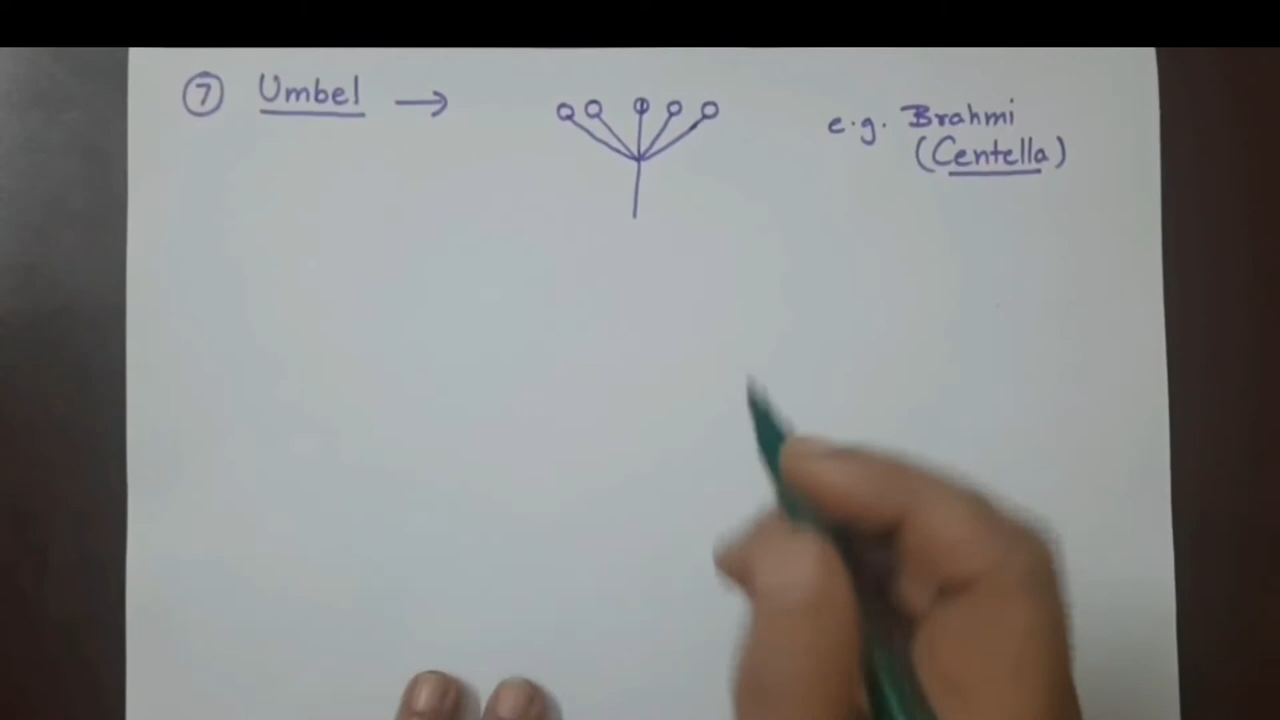 ⑦ Umbel → e.g. Brahmi
(Centella)